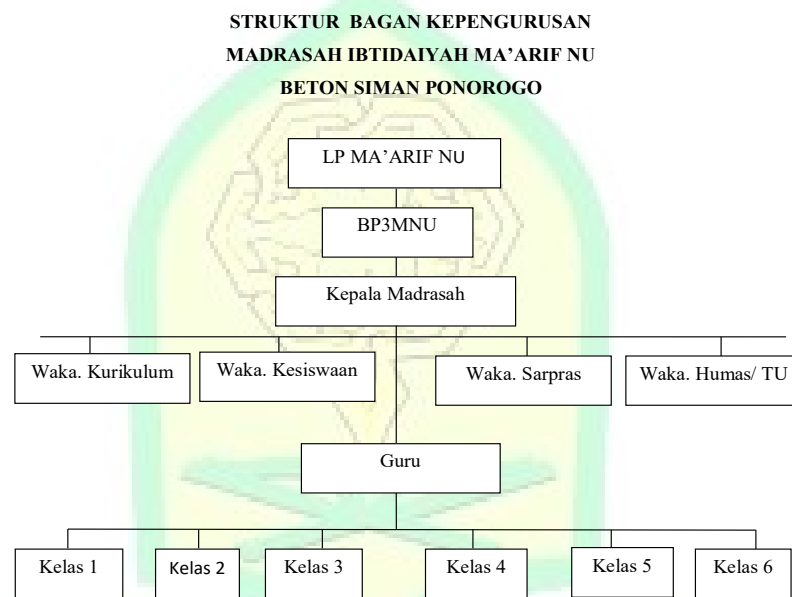 STRUKTUR BAGAN KEPENGURUSAN
MADRASAH IBTIDAIYAH MA’ARIF NU
BETON SIMAN PONOROGO
LP MA’ARIF NU
BP3MNU
Kepala Madrasah
Waka. Kurikulum
Waka. Kesiswaan
Waka. Sarpras
Waka. Humas/ TU
Guru
Kelas 1
Kelas 2
Kelas 3
Kelas 4
Kelas 5
Kelas 6